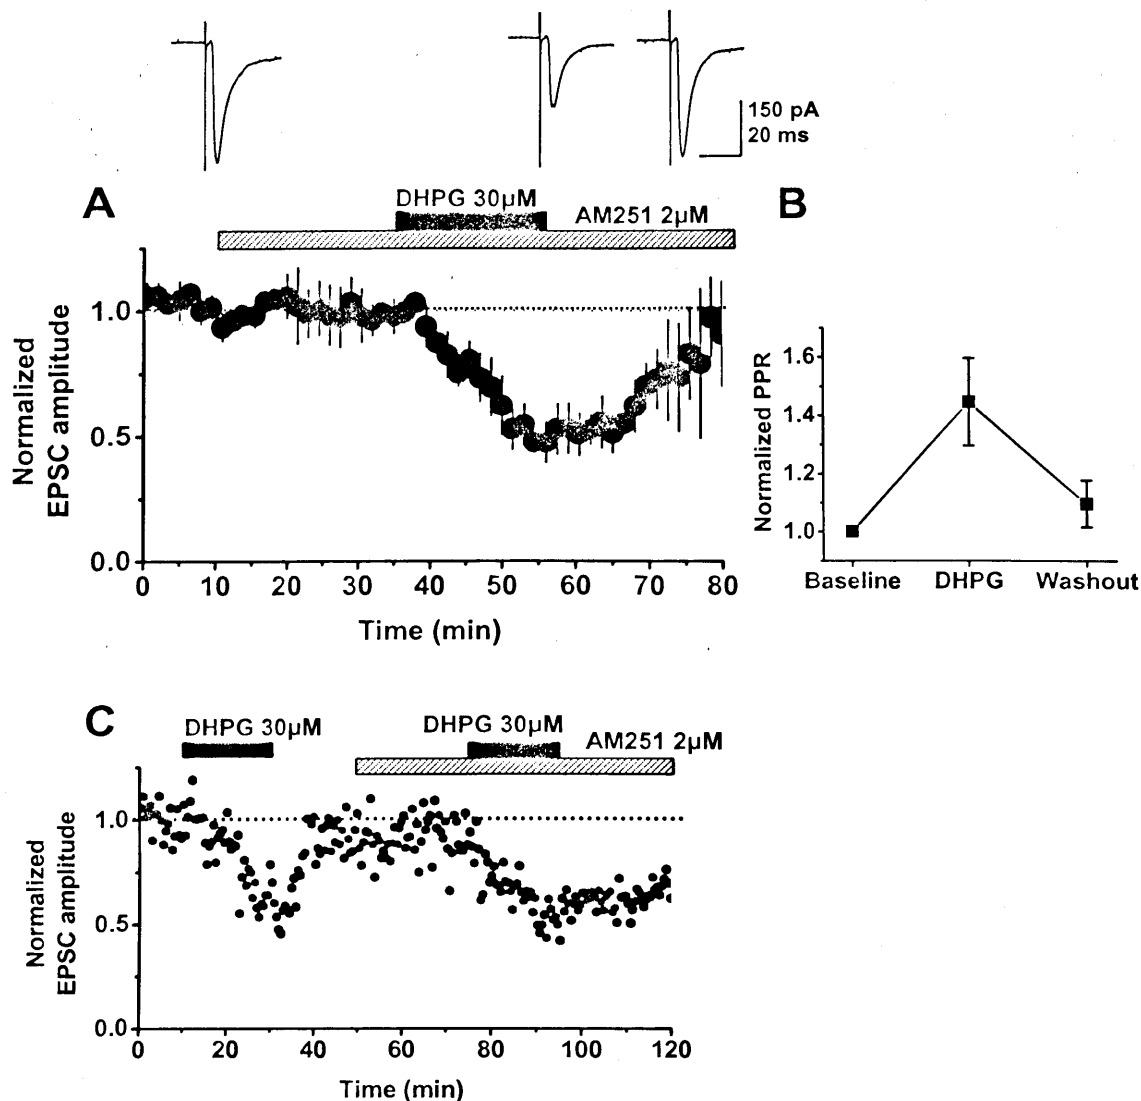 150 pA
20 ms
A
DHPG 30µM
AM251 2µM
B
Normalized
EPSC amplitude
1.0
0.5
0.0
0 10 20 30 40 50 60 70 80
Time (min)
Normalized PPR
1.6
1.4
1.2
1.0
Baseline DHPG Washout
C
DHPG 30µM
DHPG 30µM
AM251 2µM
Normalized
EPSC amplitude
1.0
0.5
0.0
0 20 40 60 80 100 120
Time (min)